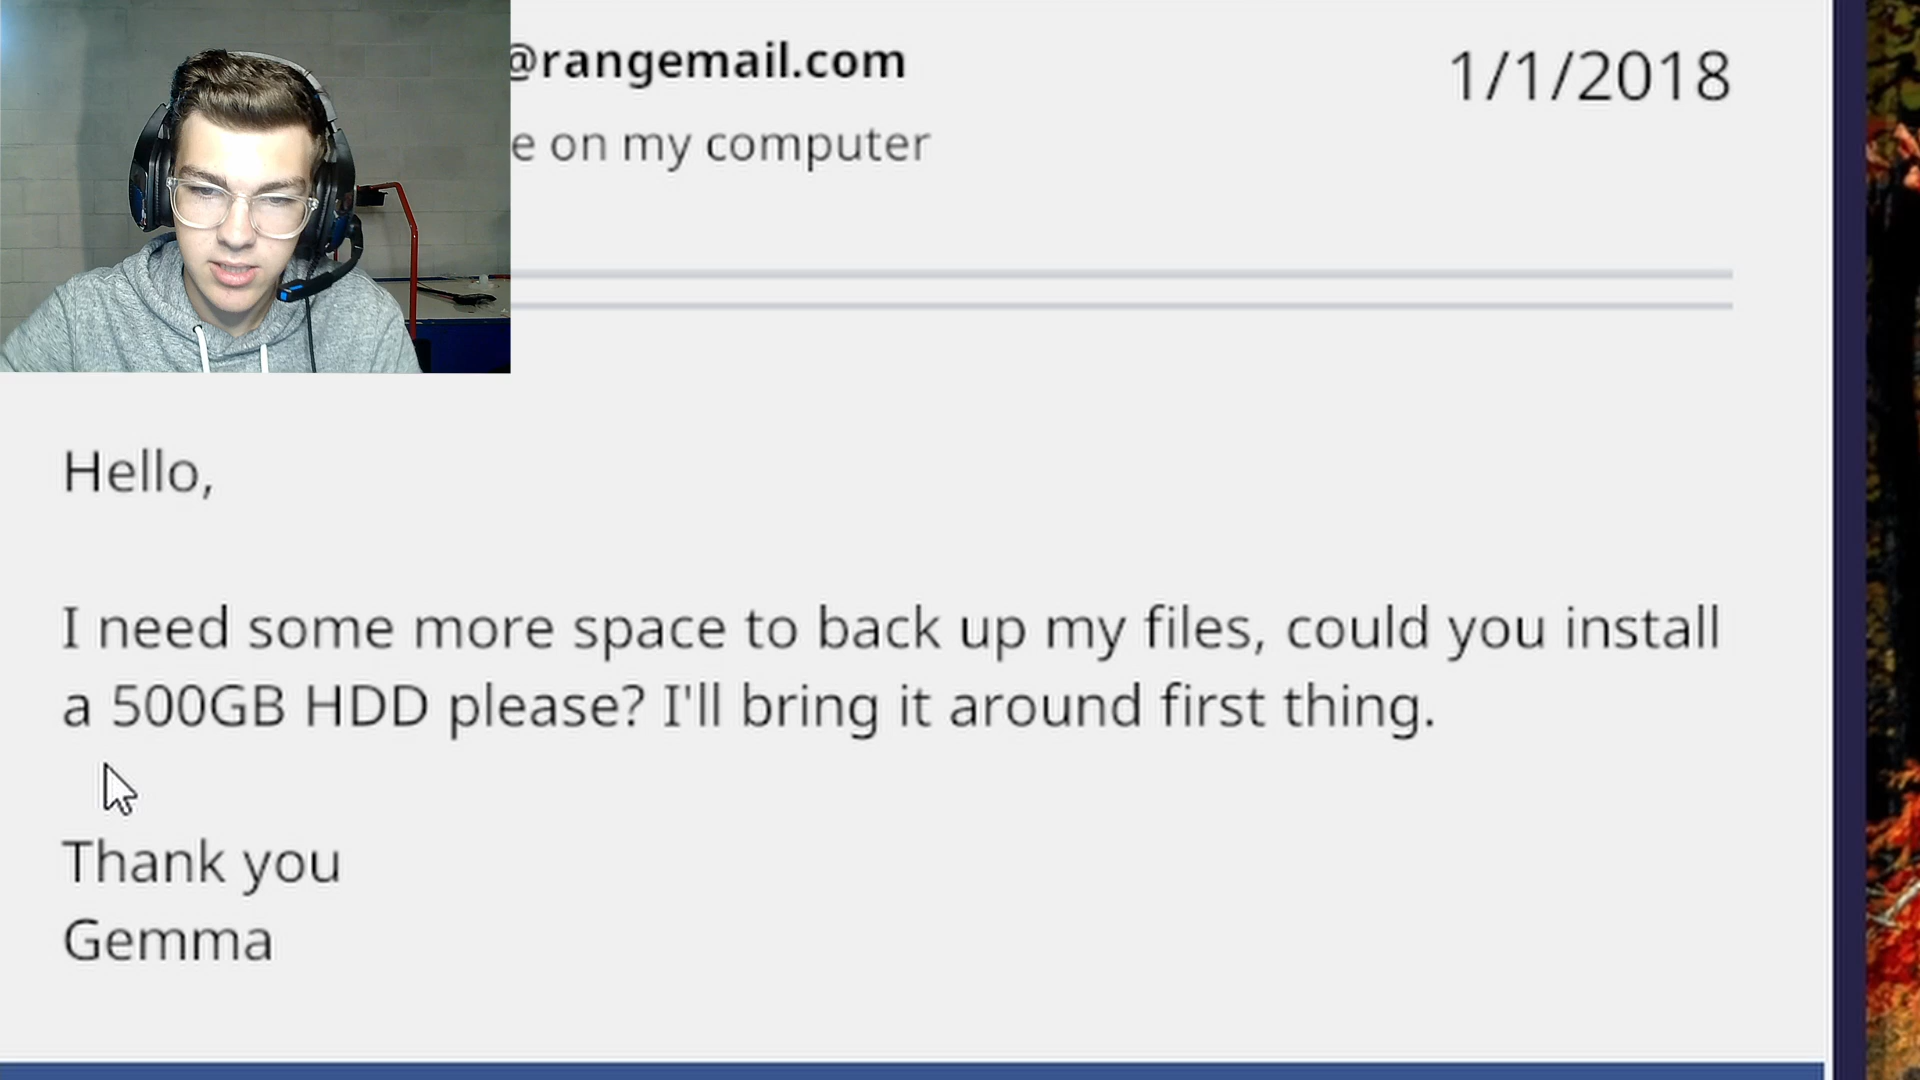 @rangemail.com
1/1/2018
e on my computer
Hello,
I need some more space to back up my files, could you install
a 500GB HDD please? I'll bring it around first thing.
Thank you
Gemma